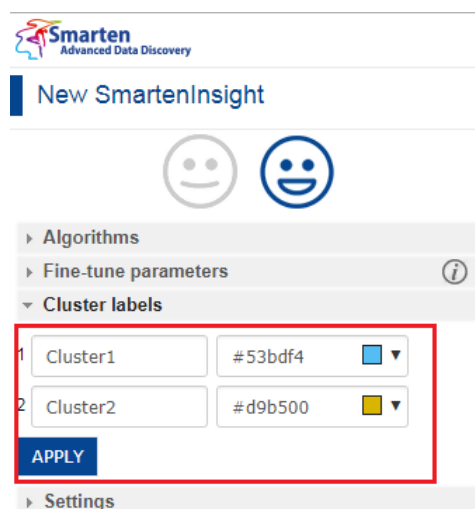 Smarten
Advanced Data Discovery
New SmartenInsight
Algorithms
Fine-tune parameters i
Cluster labels
1 Cluster1 #53bdf4
2 Cluster2 #d9b500
APPLY
Settings